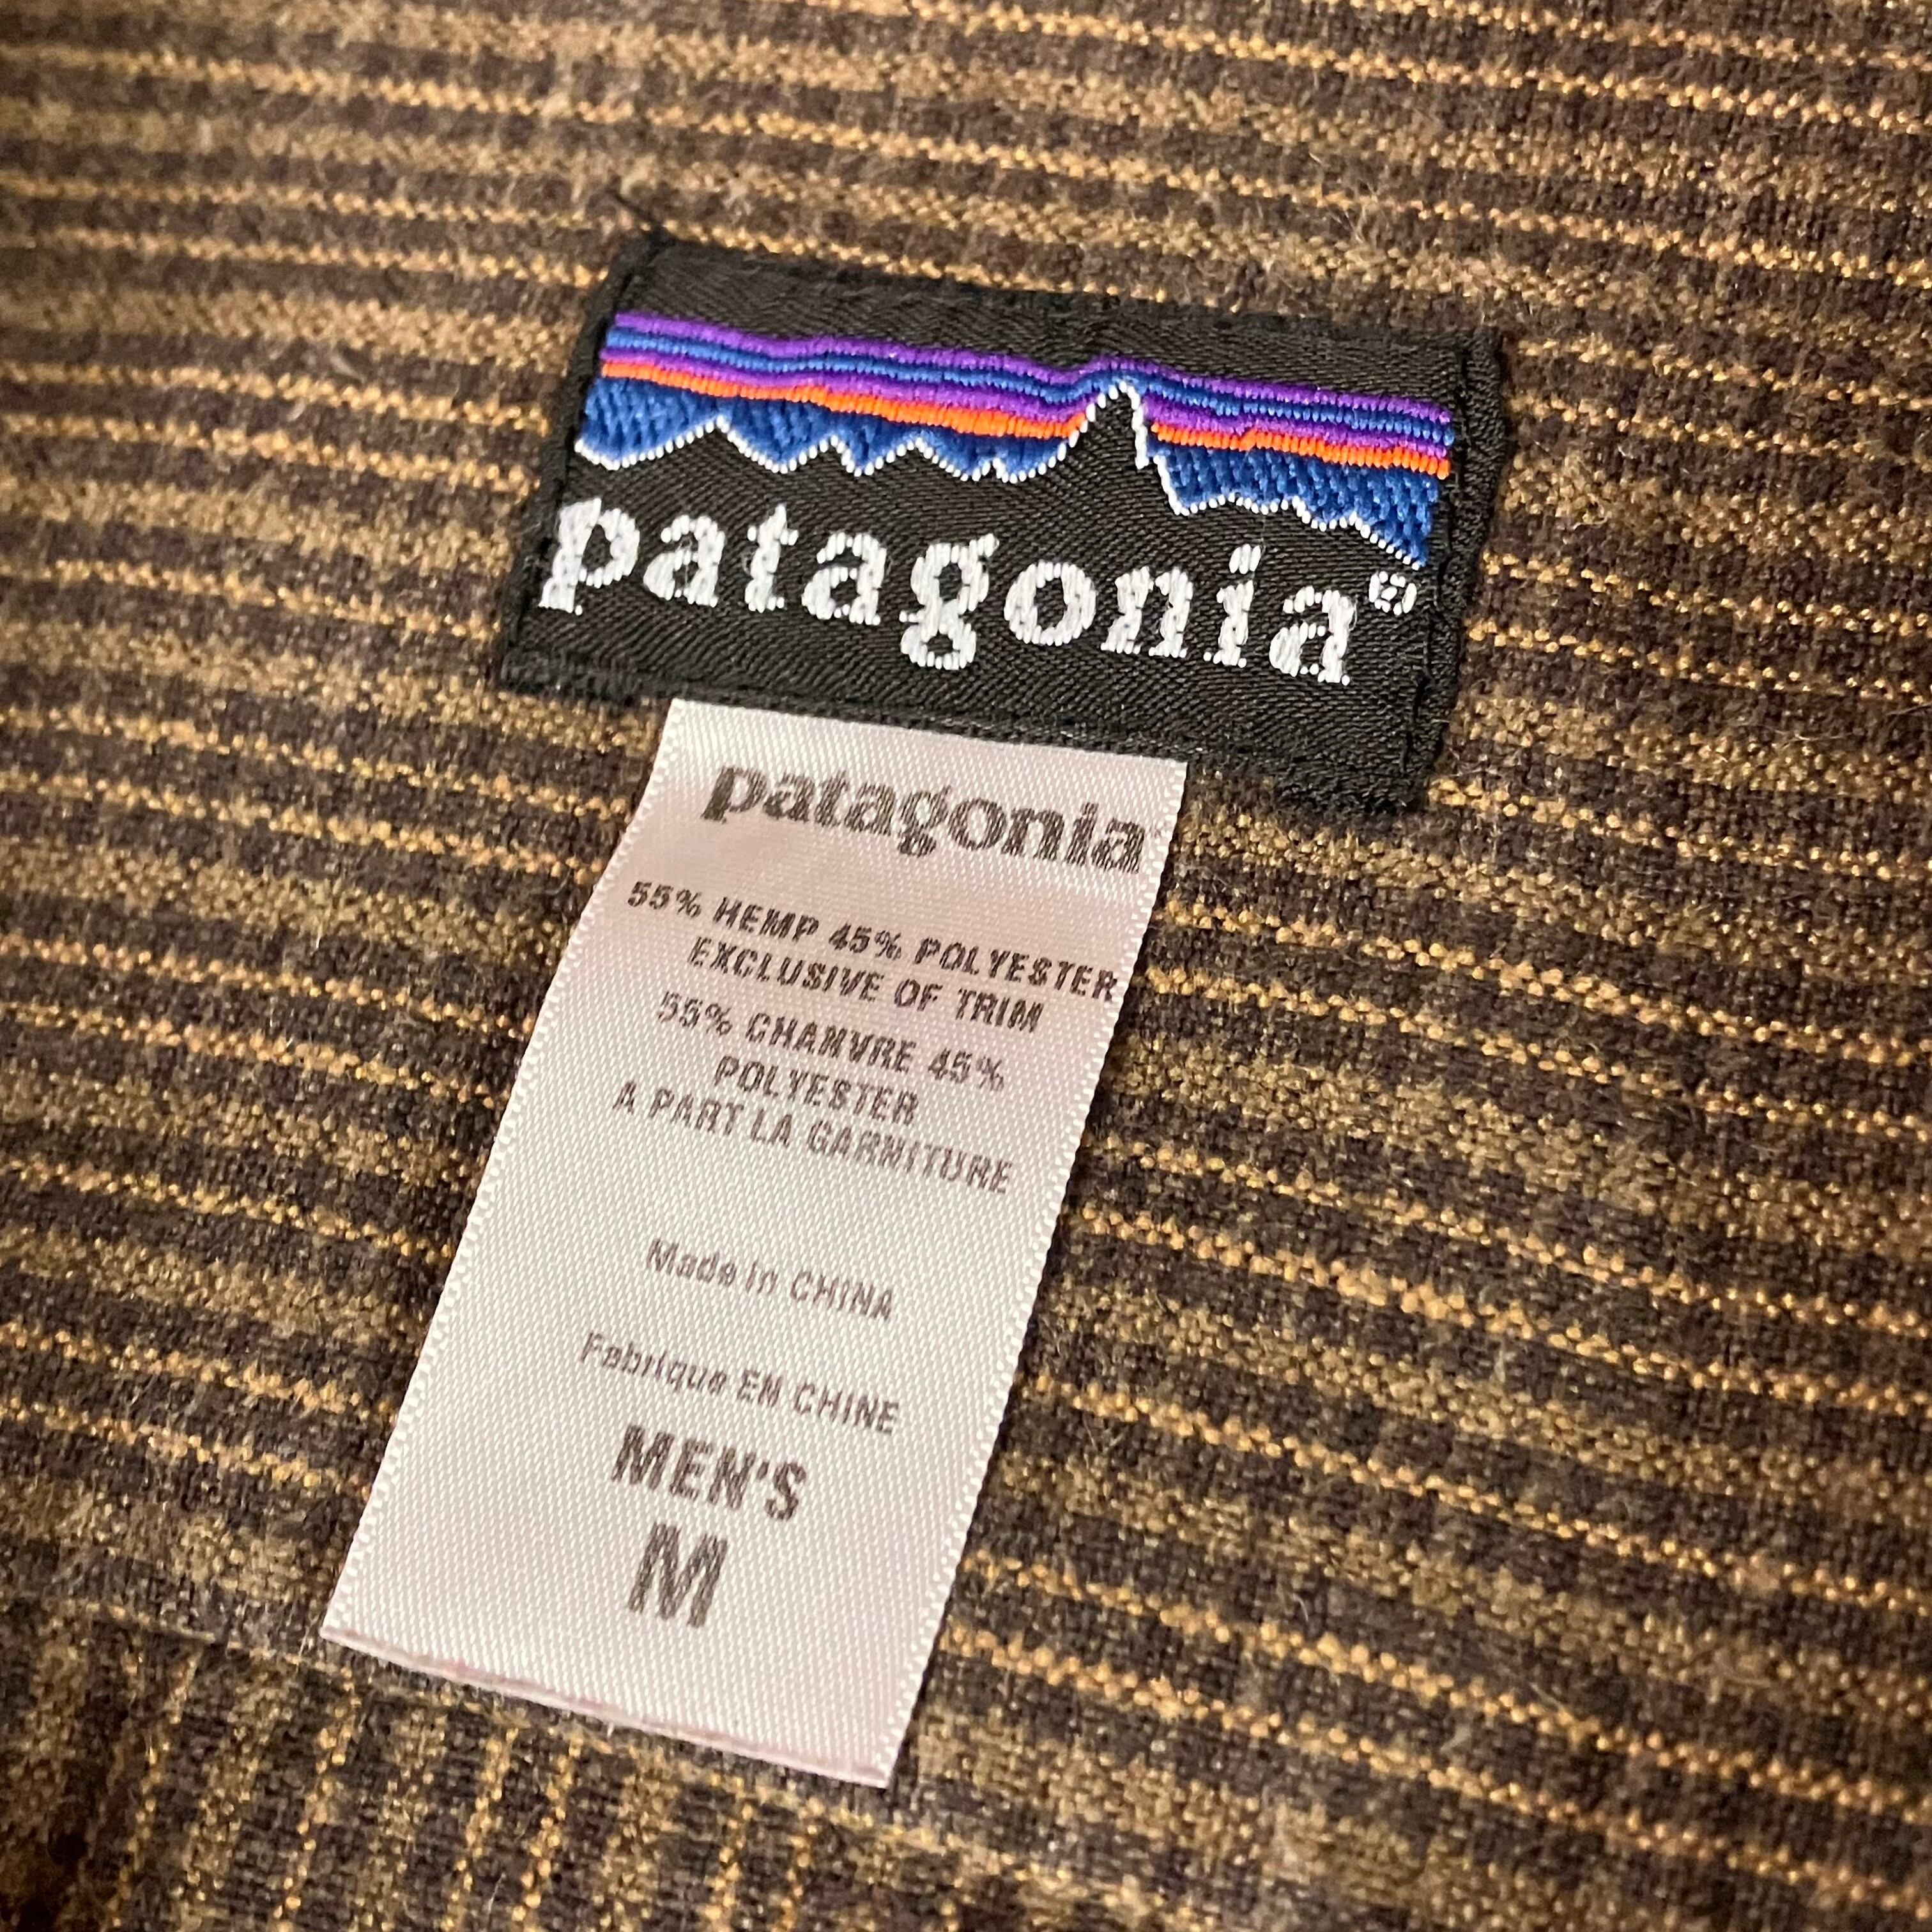 patagonia®
patagonia
55% HEMP 45% POLYESTER
EXCLUSIVE OF TRIM
55% CHANVRE 45%
POLYESTER
A PART LA GARNITURE
Made in CHINA
Fabrique EN CHINE
MEN'S
M